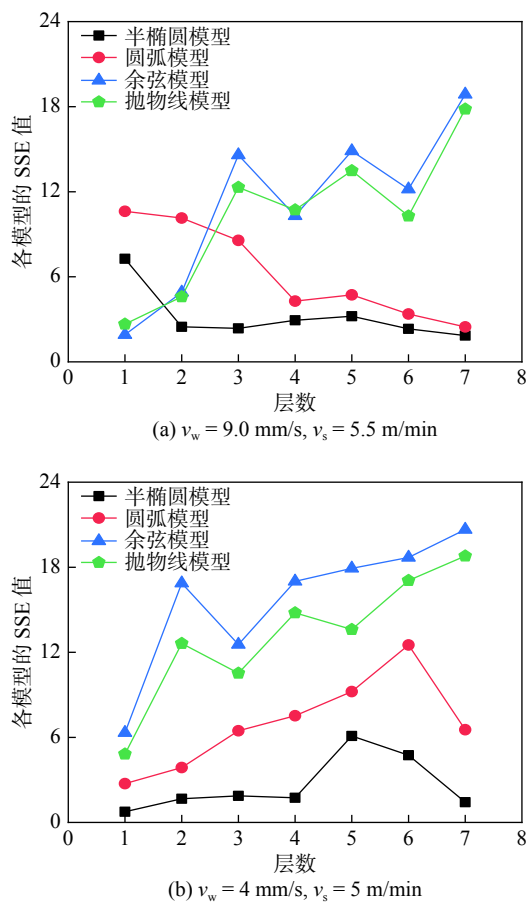 24
18
12
6
0
各模型的 SSE 值
半椭圆模型
圆弧模型
余弦模型
抛物线模型
0 1 2 3 4 5 6 7 8
层数
(a) vw = 9.0 mm/s, vs = 5.5 m/min
24
18
12
6
0
各模型的 SSE 值
半椭圆模型
圆弧模型
余弦模型
抛物线模型
0 1 2 3 4 5 6 7 8
层数
(b) vw = 4 mm/s, vs = 5 m/min